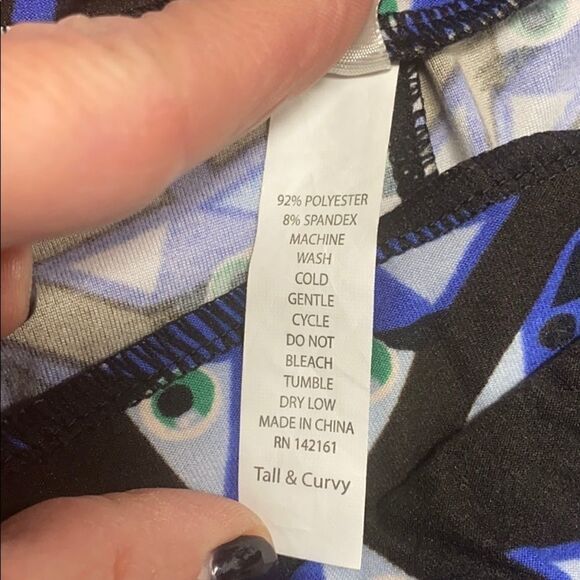 92% POLYESTER
8% SPANDEX
MACHINE
WASH
COLD
GENTLE
CYCLE
DO NOT
BLEACH
TUMBLE
DRY LOW
MADE IN CHINA
RN 142161
Tall & Curvy